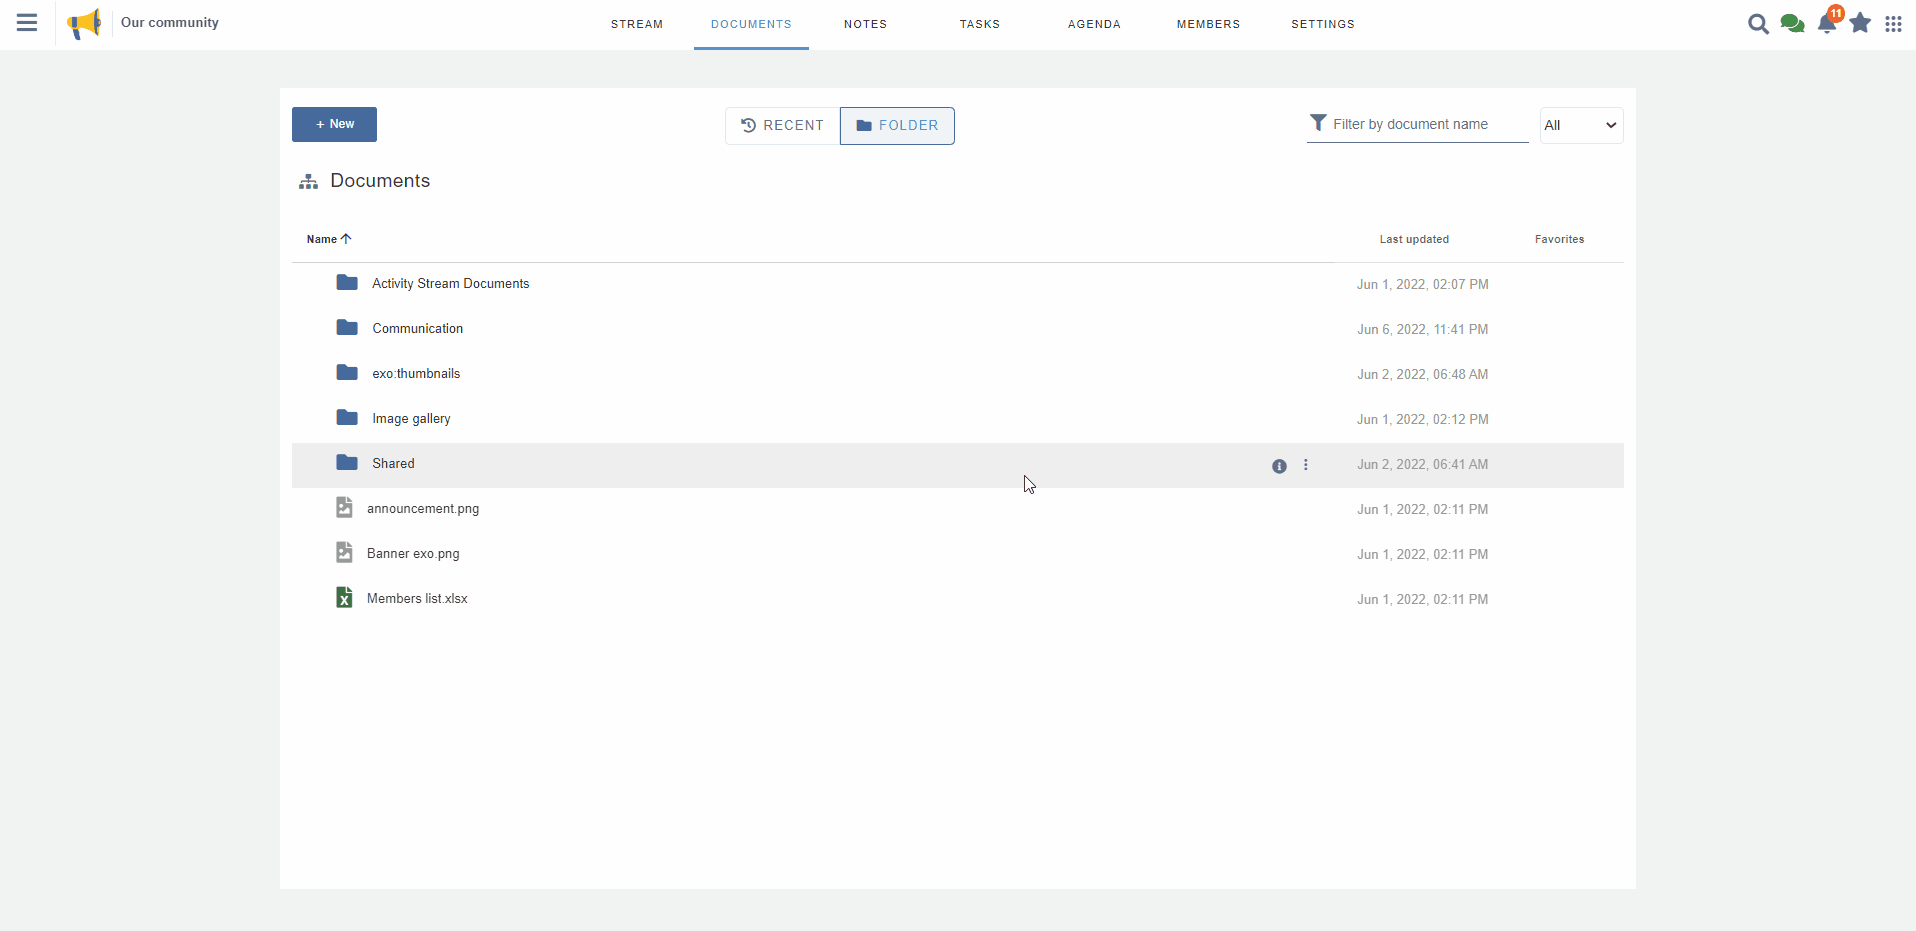 Our community
STREAM DOCUMENTS NOTES TASKS AGENDA MEMBERS SETTINGS
11
+ New
RECENT FOLDER
Filter by document name All
Documents
Name Last updated Favorites
Activity Stream Documents Jun 1, 2022, 02:07 PM
Communication Jun 6, 2022, 11:41 PM
exo:thumbnails Jun 2, 2022, 06:48 AM
Image gallery Jun 1, 2022, 02:12 PM
Shared Jun 2, 2022, 06:41 AM
announcement.png Jun 1, 2022, 02:11 PM
Banner exo.png Jun 1, 2022, 02:11 PM
Members list.xlsx Jun 1, 2022, 02:11 PM